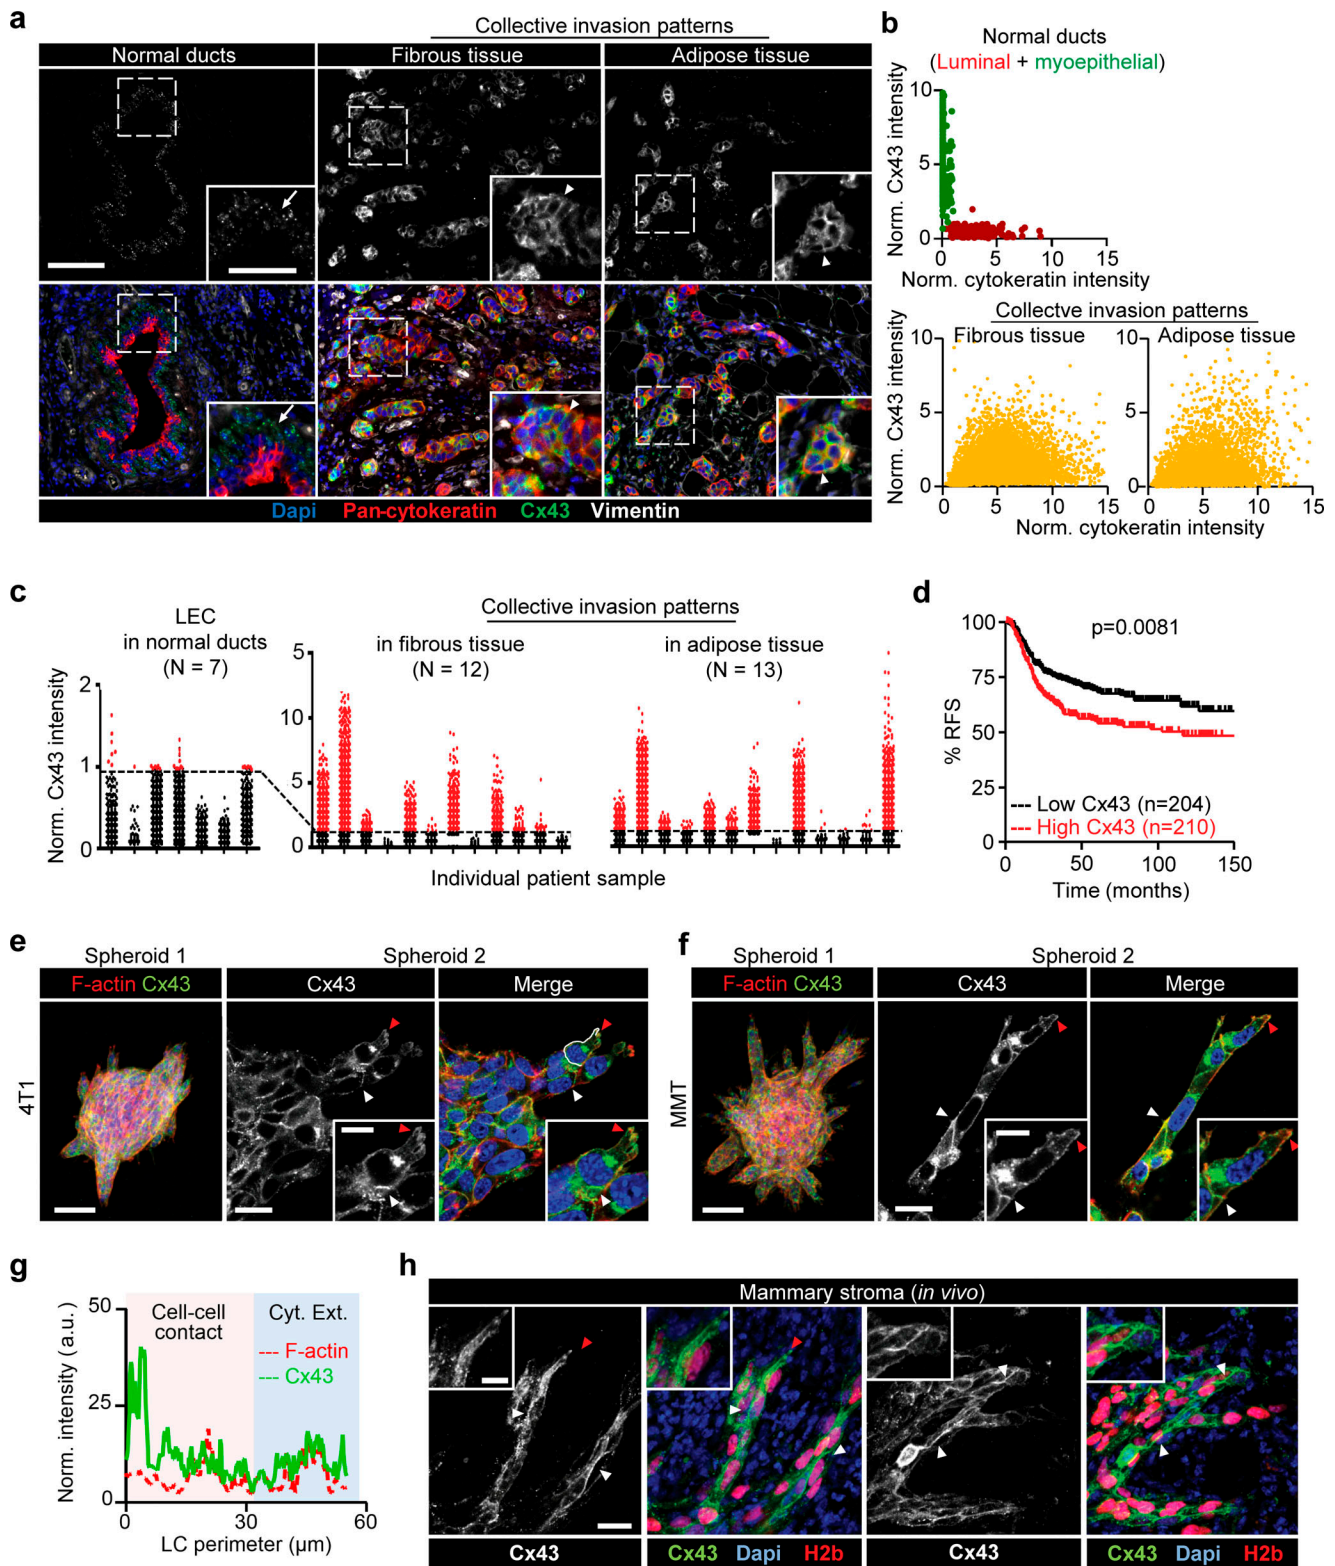 a
Collective invasion patterns
Normal ducts
Fibrous tissue
Adipose tissue
Dapi Pan-cytokeratin Cx43 Vimentin
b
Normal ducts
(Luminal + myoepithelial)
Norm. Cx43 intensity
10
5
0
0 5 10 15
Norm. cytokeratin intensity
Collectve invasion patterns
Fibrous tissue Adipose tissue
Norm. Cx43 intensity
10
5
0
0 5 10 15
10
5
0
0 5 10 15
Norm. cytokeratin intensity
c
LEC
in normal ducts
(N = 7)
Collective invasion patterns
in fibrous tissue
(N = 12)
in adipose tissue
(N = 13)
Norm. Cx43 intensity
2
1
0
5
10
5
1
0
Individual patient sample
d
p=0.0081
% RFS
100
75
50
25
0
Low Cx43 (n=204)
High Cx43 (n=210)
0 50 100 150
Time (months)
e
Spheroid 1 Spheroid 2
F-actin Cx43
Cx43
Merge
4T1
f
Spheroid 1 Spheroid 2
F-actin Cx43
Cx43
Merge
MMT
g
Norm. intensity (a.u.)
50
25
0
Cell-cell
contact
Cyt. Ext.
F-actin
Cx43
0 30 60
LC perimeter (μm)
h
Mammary stroma (in vivo)
Cx43
Cx43 Dapi H2b
Cx43
Cx43 Dapi H2b